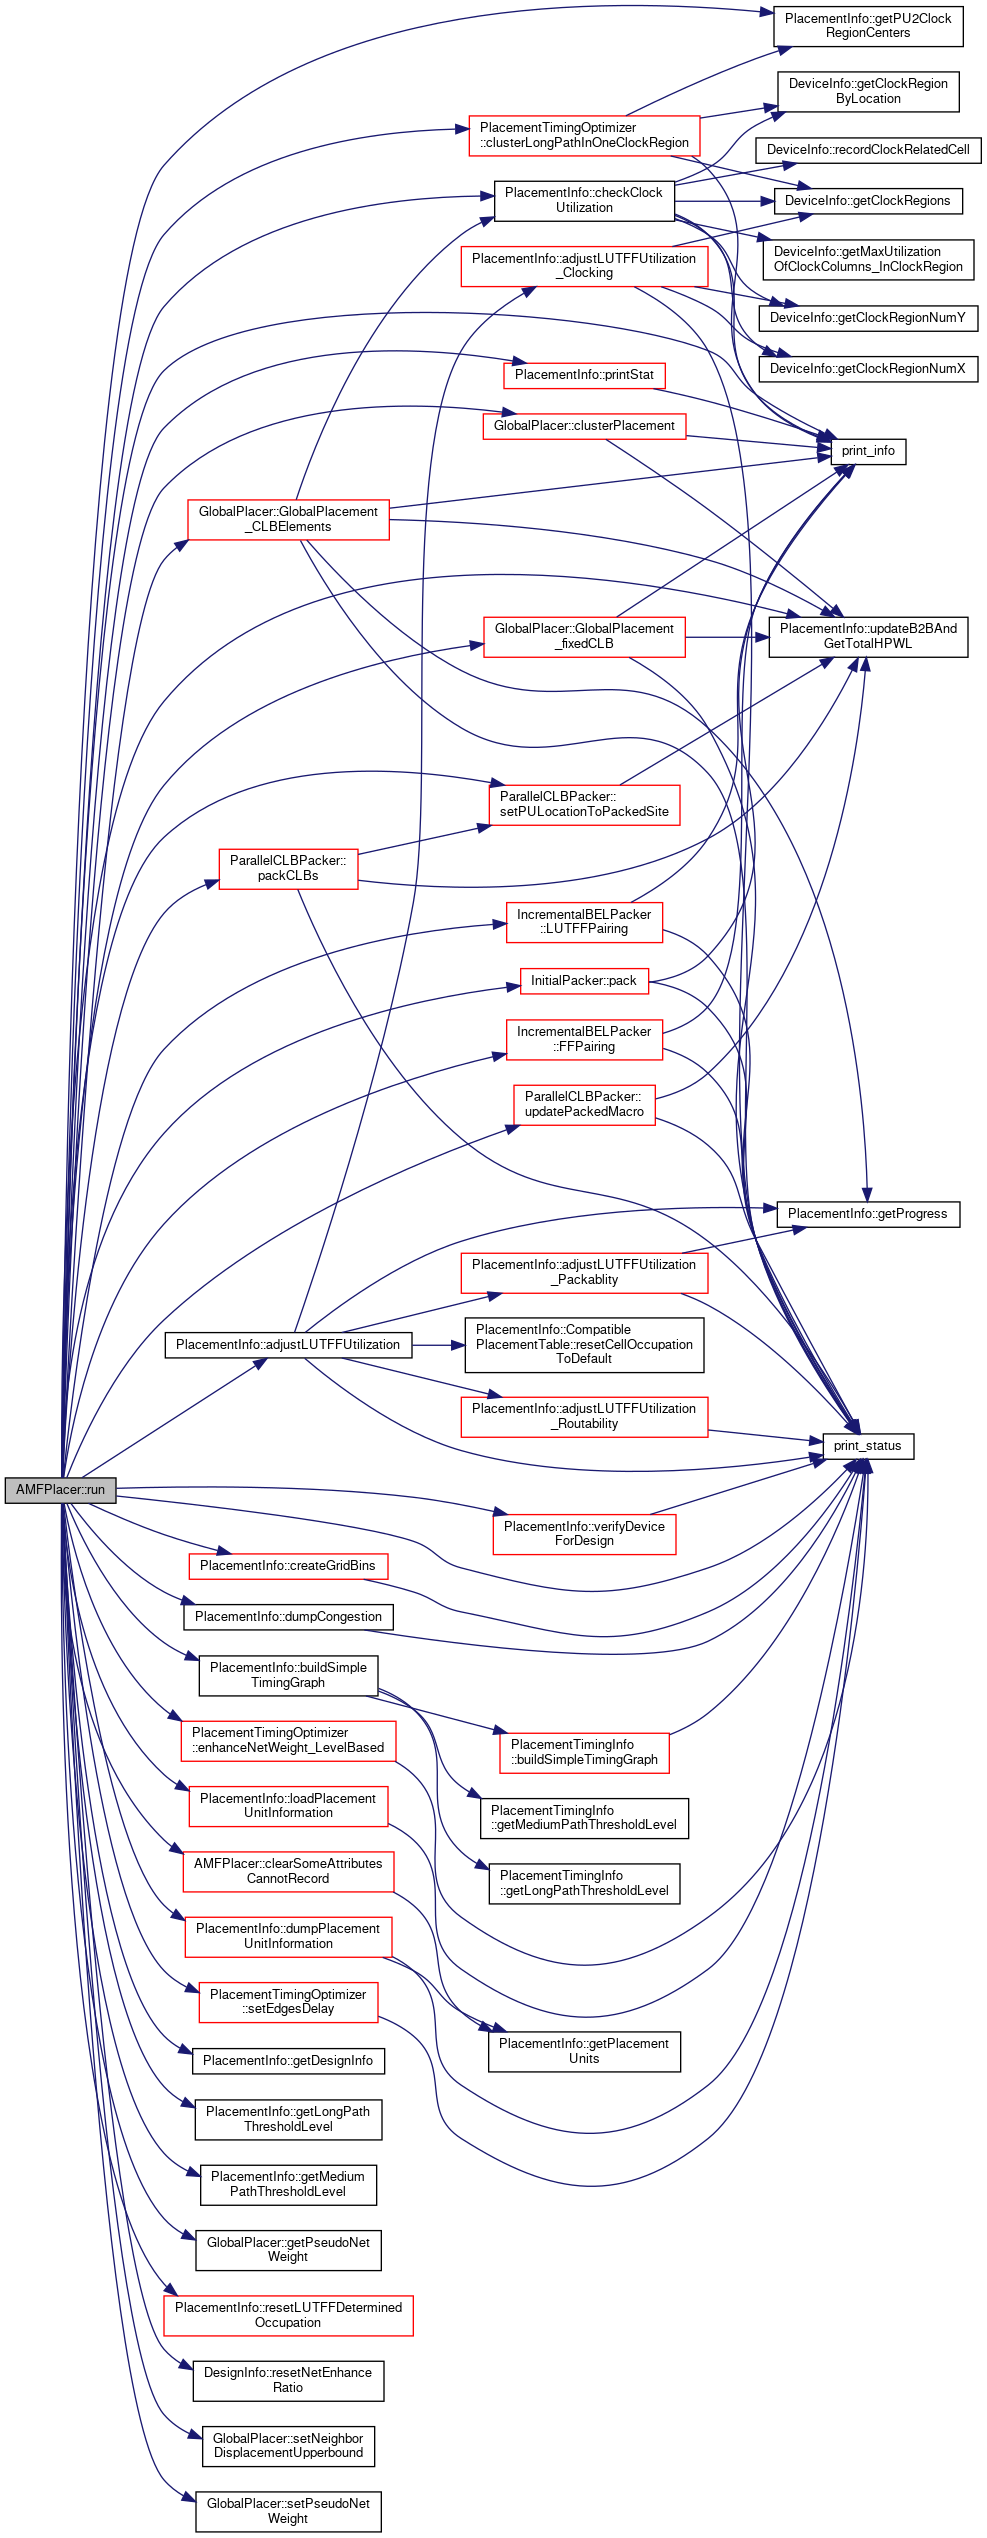 PlacementInfo::getPU2Clock
RegionCenters
DeviceInfo::getClockRegion
ByLocation
PlacementTimingOptimizer
::clusterLongPathInOneClockRegion
DeviceInfo::recordClockRelatedCell
PlacementInfo::checkClock
Utilization
DeviceInfo::getClockRegions
PlacementInfo::adjustLUTFFUtilization
_Clocking
DeviceInfo::getMaxUtilization
OfClockColumns_InClockRegion
DeviceInfo::getClockRegionNumY
DeviceInfo::getClockRegionNumX
PlacementInfo::printStat
GlobalPlacer::clusterPlacement
print_info
GlobalPlacer::GlobalPlacement
_CLBElements
GlobalPlacer::GlobalPlacement
_fixedCLB
PlacementInfo::updateB2BAnd
GetTotalHPWL
ParallelCLBPacker::
setPULocationToPackedSite
ParallelCLBPacker::
packCLBs
IncrementalBELPacker
::LUTFFPairing
InitialPacker::pack
IncrementalBELPacker
::FFPairing
ParallelCLBPacker::
updatePackedMacro
PlacementInfo::getProgress
PlacementInfo::adjustLUTFFUtilization
_Packablity
PlacementInfo::adjustLUTFFUtilization
PlacementInfo::Compatible
PlacementTable::resetCellOccupation
ToDefault
PlacementInfo::adjustLUTFFUtilization
_Routability
print_status
AMFPlacer::run
PlacementInfo::verifyDevice
ForDesign
PlacementInfo::createGridBins
PlacementInfo::dumpCongestion
PlacementInfo::buildSimple
TimingGraph
PlacementTimingOptimizer
::enhanceNetWeight_LevelBased
PlacementTimingInfo
::buildSimpleTimingGraph
PlacementInfo::loadPlacement
UnitInformation
PlacementTimingInfo
::getMediumPathThresholdLevel
AMFPlacer::clearSomeAttributes
CannotRecord
PlacementTimingInfo
::getLongPathThresholdLevel
PlacementInfo::dumpPlacement
UnitInformation
PlacementTimingOptimizer
::setEdgesDelay
PlacementInfo::getPlacement
Units
PlacementInfo::getDesignInfo
PlacementInfo::getLongPath
ThresholdLevel
PlacementInfo::getMedium
PathThresholdLevel
GlobalPlacer::getPseudoNet
Weight
PlacementInfo::resetLUTFFDetermined
Occupation
DesignInfo::resetNetEnhance
Ratio
GlobalPlacer::setNeighbor
DisplacementUpperbound
GlobalPlacer::setPseudoNet
Weight